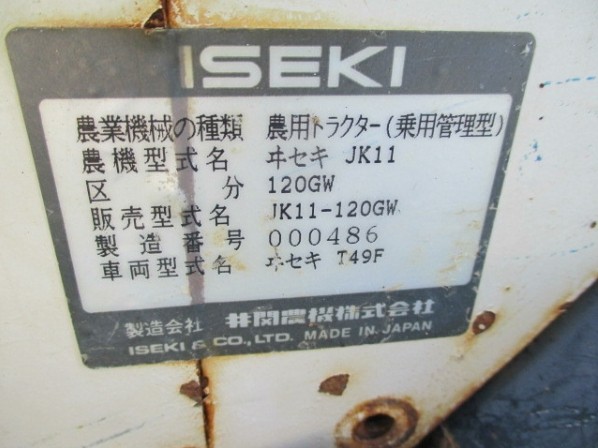 ISEKI
農業機械の種類 農用トラクター(乗用管理型)
農機型式名 ヰセキ JK11
区分 120GW
販売型式名 JK11-120GW
製造番号 000486
車両型式名 ヰセキ T49F
製造会社 井関農機株式会社
ISEKI & CO., LTD. MADE IN JAPAN